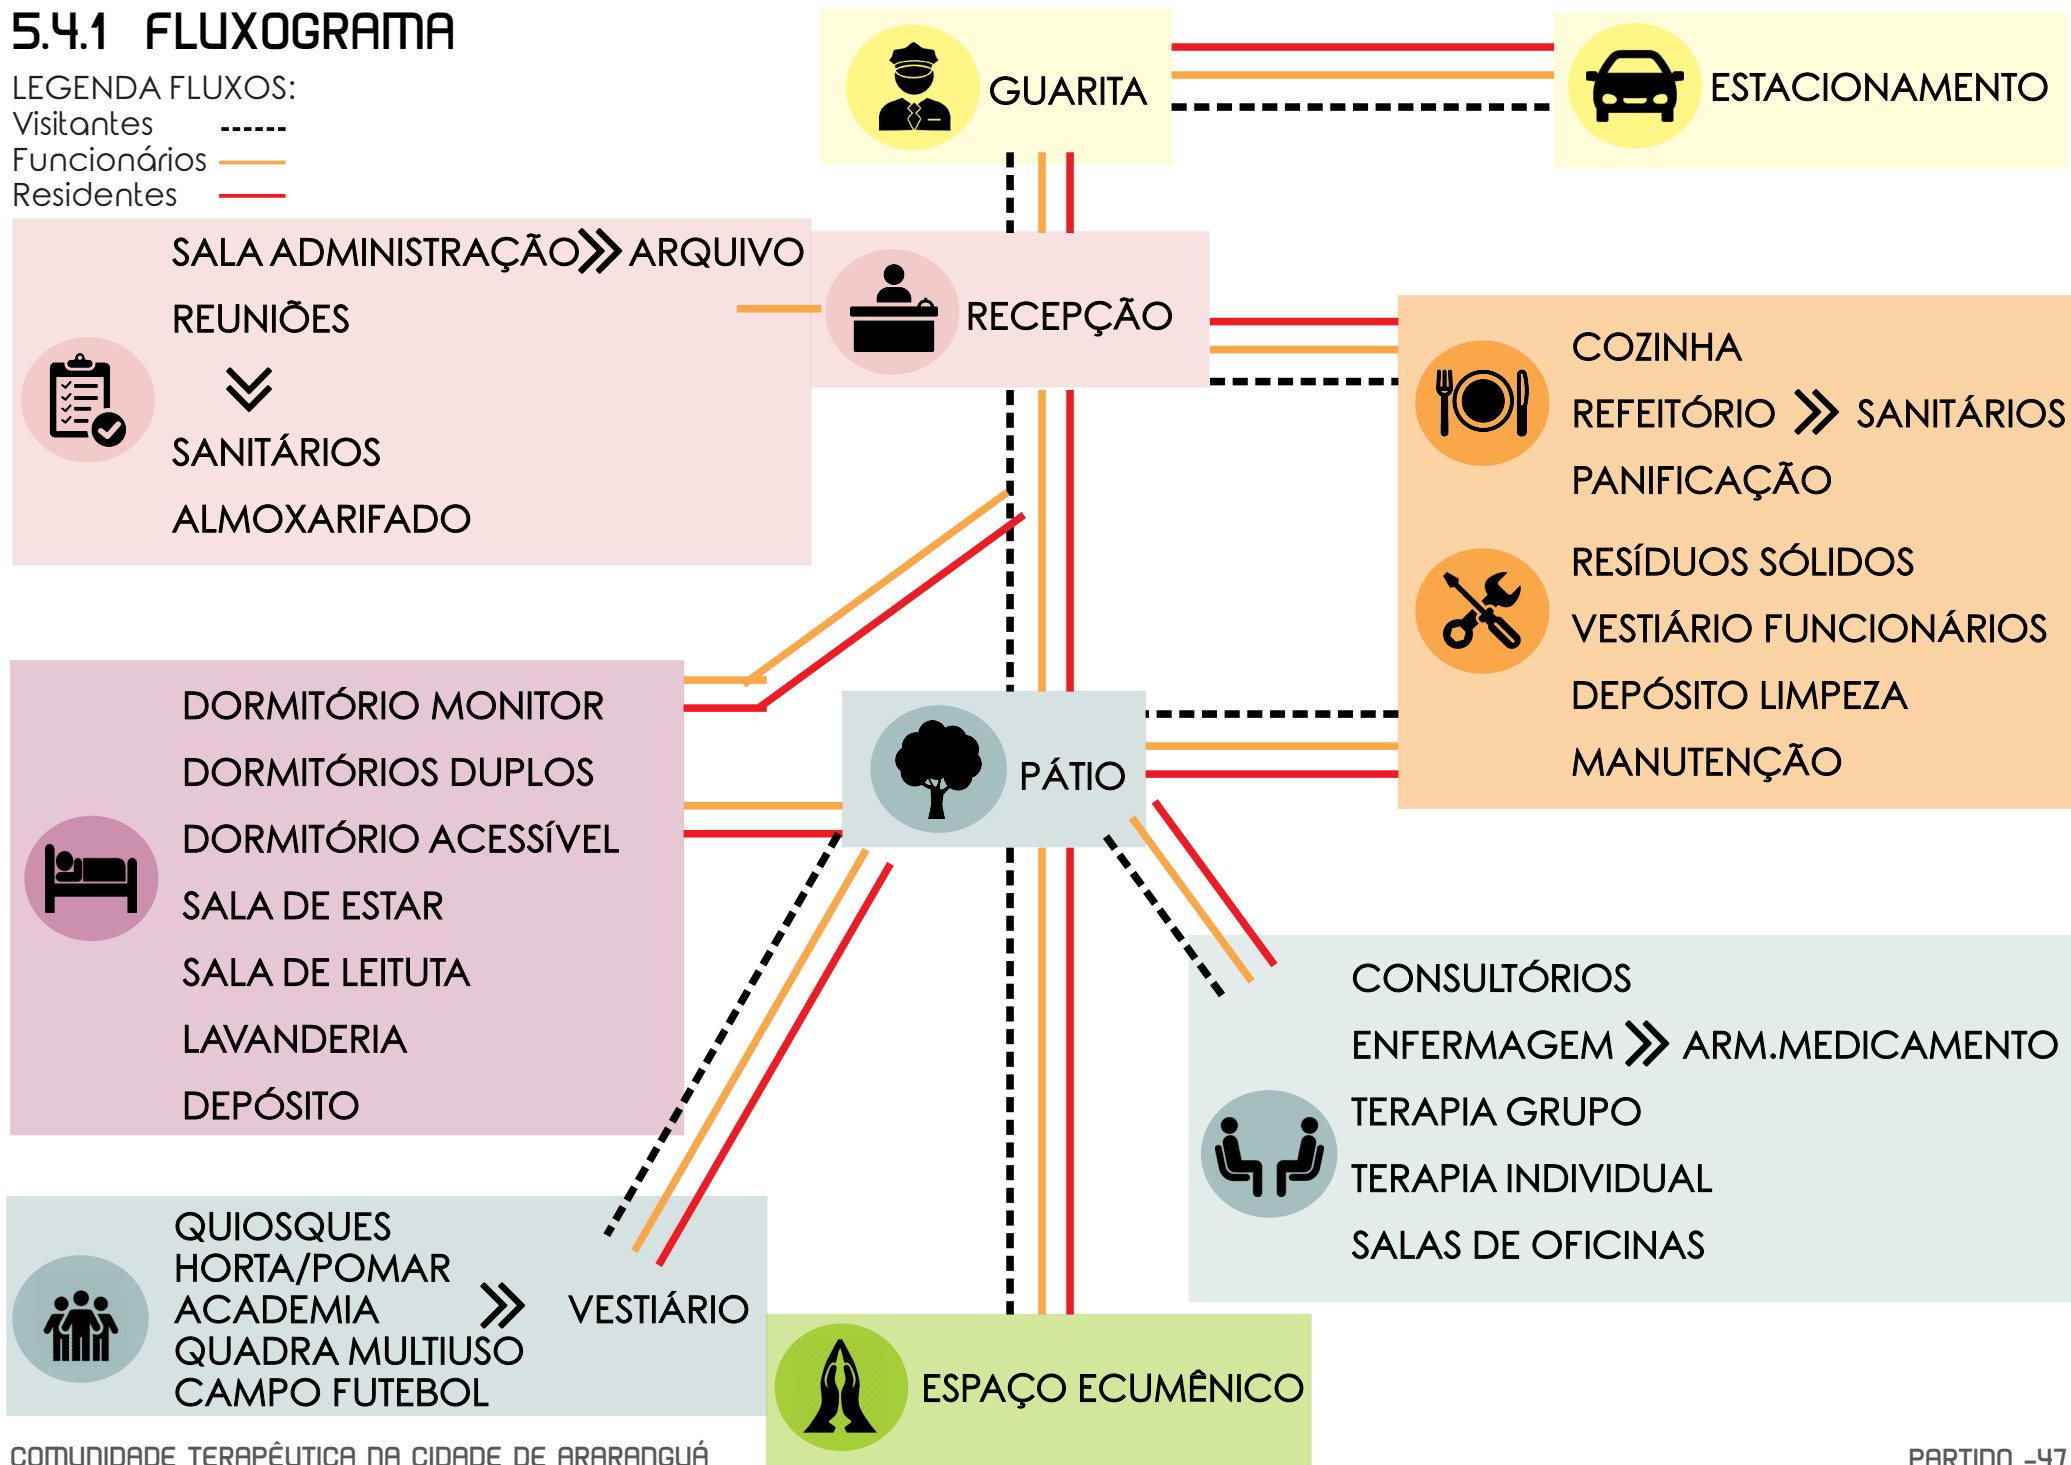 5.4.1 FLUXOGRAMA
LEGENDA FLUXOS:
Visitantes
Funcionários
Residentes
GUARITA
ESTACIONAMENTO
SALA ADMINISTRAÇÃO ARQUIVO
REUNIÕES
SANITÁRIOS
ALMOXARIFADO
RECEPÇÃO
COZINHA
REFEITÓRIO SANITÁRIOS
PANIFICAÇÃO
RESÍDUOS SÓLIDOS
VESTIÁRIO FUNCIONÁRIOS
DEPÓSITO LIMPEZA
MANUTENÇÃO
DORMITÓRIO MONITOR
DORMITÓRIOS DUPLOS
DORMITÓRIO ACESSÍVEL
SALA DE ESTAR
SALA DE LEITUTA
LAVANDERIA
DEPÓSITO
PÁTIO
CONSULTÓRIOS
ENFERMAGEM ARM.MEDICAMENTO
TERAPIA GRUPO
TERAPIA INDIVIDUAL
SALAS DE OFICINAS
QUIOSQUES
HORTA/POMAR
ACADEMIA VESTIÁRIO
QUADRA MULTIUSO
CAMPO FUTEBOL
ESPAÇO ECUMÊNICO
COMUNIDADE TERAPÊUTICA NA CIDADE DE ARARANGUÁ
PARTIDO -47